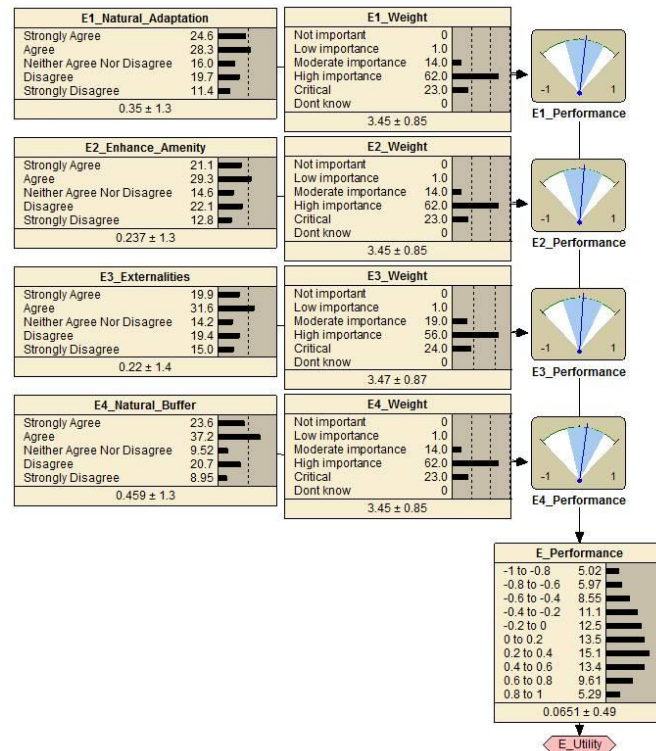 E1_Natural_Adaptation
Strongly Agree 24.6
Agree 28.3
Neither Agree Nor Disagree 16.0
Disagree 19.7
Strongly Disagree 11.4
0.35 ± 1.3
E1_Weight
Not important 0
Low importance 1.0
Moderate importance 14.0
High importance 62.0
Critical 23.0
Dont know 0
3.45 ± 0.85
-1 1
E1_Performance
E2_Enhance_Amenity
Strongly Agree 21.1
Agree 29.3
Neither Agree Nor Disagree 14.6
Disagree 22.1
Strongly Disagree 12.8
0.237 ± 1.3
E2_Weight
Not important 0
Low importance 1.0
Moderate importance 14.0
High importance 62.0
Critical 23.0
Dont know 0
3.45 ± 0.85
-1 1
E2_Performance
E3_Externalities
Strongly Agree 19.9
Agree 31.6
Neither Agree Nor Disagree 14.2
Disagree 19.4
Strongly Disagree 15.0
0.22 ± 1.4
E3_Weight
Not important 0
Low importance 1.0
Moderate importance 19.0
High importance 56.0
Critical 24.0
Dont know 0
3.47 ± 0.87
-1 1
E3_Performance
E4_Natural_Buffer
Strongly Agree 23.6
Agree 37.2
Neither Agree Nor Disagree 9.52
Disagree 20.7
Strongly Disagree 8.95
0.459 ± 1.3
E4_Weight
Not important 0
Low importance 1.0
Moderate importance 14.0
High importance 62.0
Critical 23.0
Dont know 0
3.45 ± 0.85
-1 1
E4_Performance
E_Performance
-1 to -0.8 5.02
-0.8 to -0.6 5.97
-0.6 to -0.4 8.55
-0.4 to -0.2 11.1
-0.2 to 0 12.5
0 to 0.2 13.5
0.2 to 0.4 15.1
0.4 to 0.6 13.4
0.6 to 0.8 9.61
0.8 to 1 5.29
0.0651 ± 0.49
E_Utility